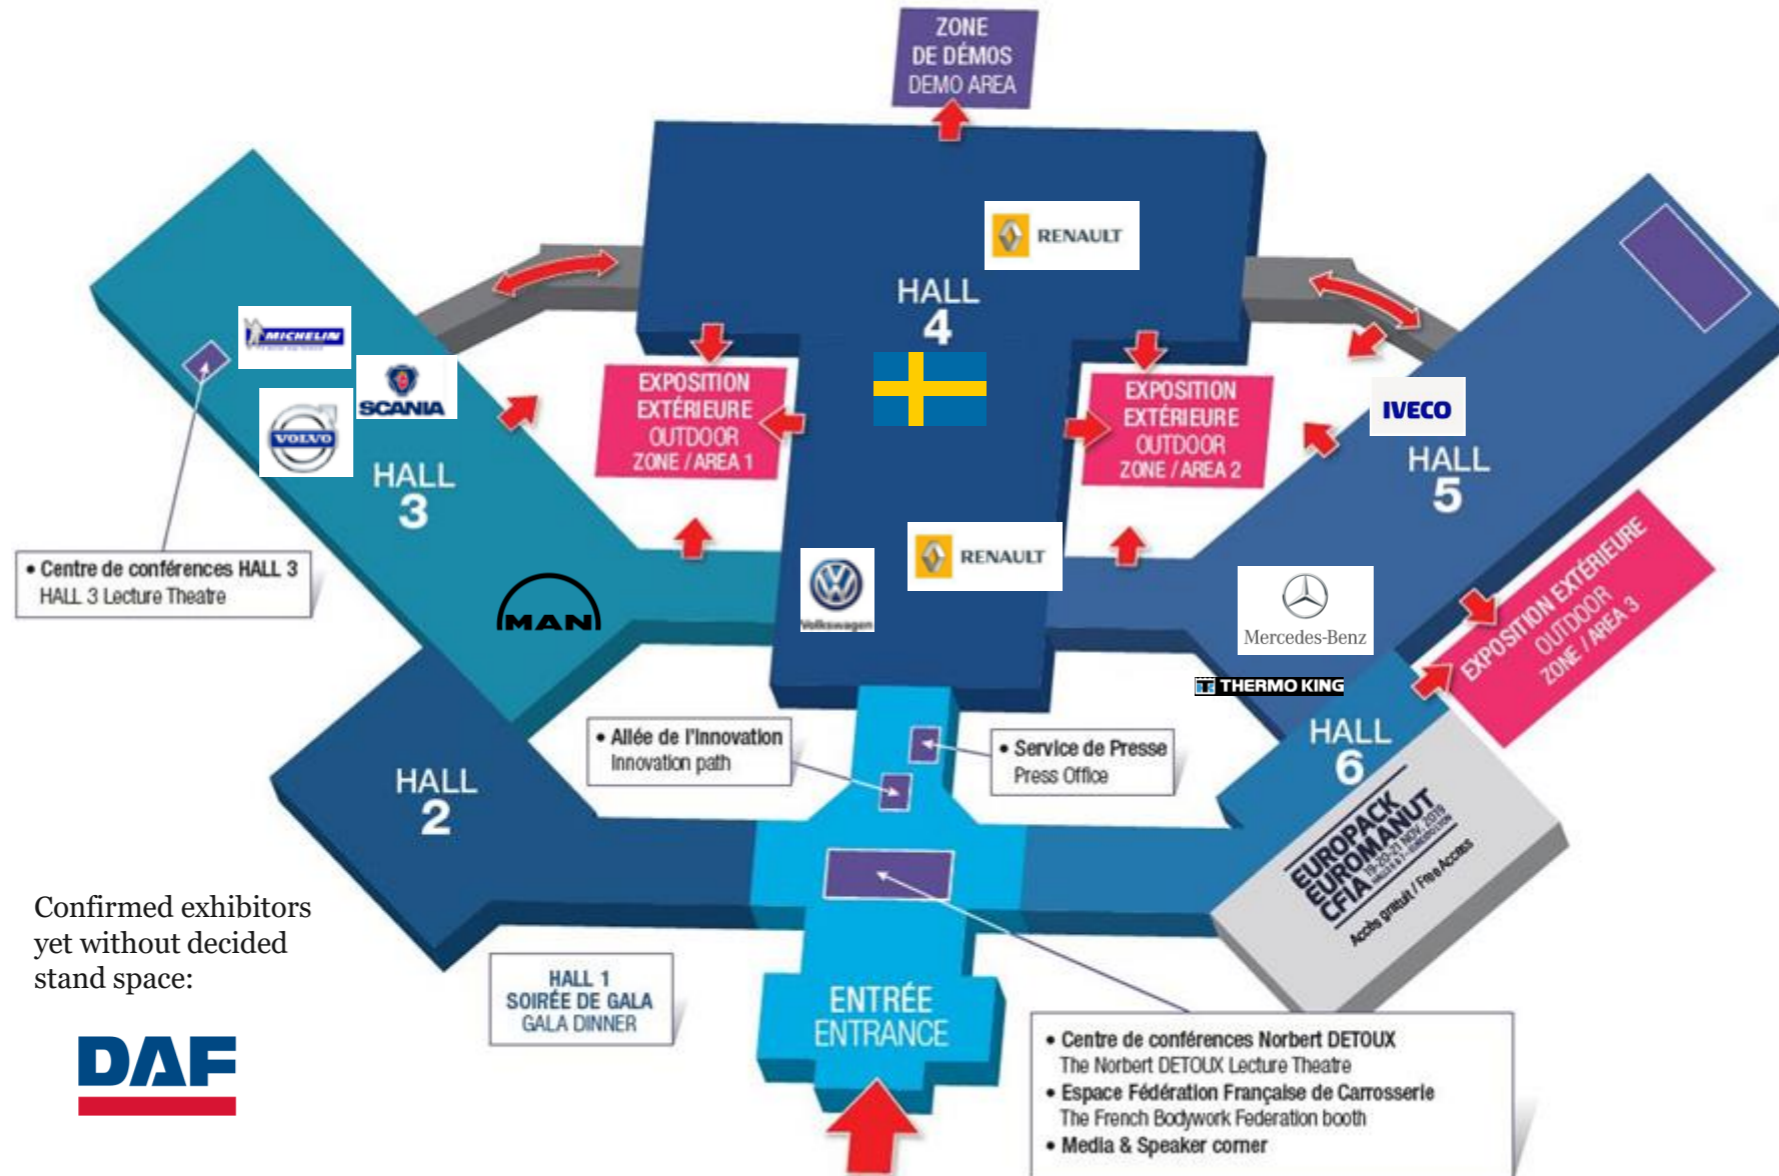 ZONE
DE DÉMOS
DEMO AREA
RENAULT
HALL
4
MICHELIN
SCANIA
VOLVO
HALL
3
EXPOSITION
EXTÉRIEURE
OUTDOOR
ZONE / AREA 1
EXPOSITION
EXTÉRIEURE
OUTDOOR
ZONE / AREA 2
IVECO
HALL
5
• Centre de conférences HALL 3
HALL 3 Lecture Theatre
MAN
Volkswagen
RENAULT
Mercedes-Benz
THERMO KING
EXPOSITION EXTÉRIEURE
OUTDOOR
ZONE / AREA 3
• Allée de l'Innovation
Innovation path
• Service de Presse
Press Office
HALL
2
HALL
6
EUROPACK
EUROMANUT
CFIA
19-20-21 NOV. 2019
Accès gratuit / Free Access
Confirmed exhibitors
yet without decided
stand space:
DAF
HALL 1
SOIRÉE DE GALA
GALA DINNER
ENTRÉE
ENTRANCE
• Centre de conférences Norbert DETOUX
The Norbert DETOUX Lecture Theatre
• Espace Fédération Française de Carrosserie
The French Bodywork Federation booth
• Media & Speaker corner